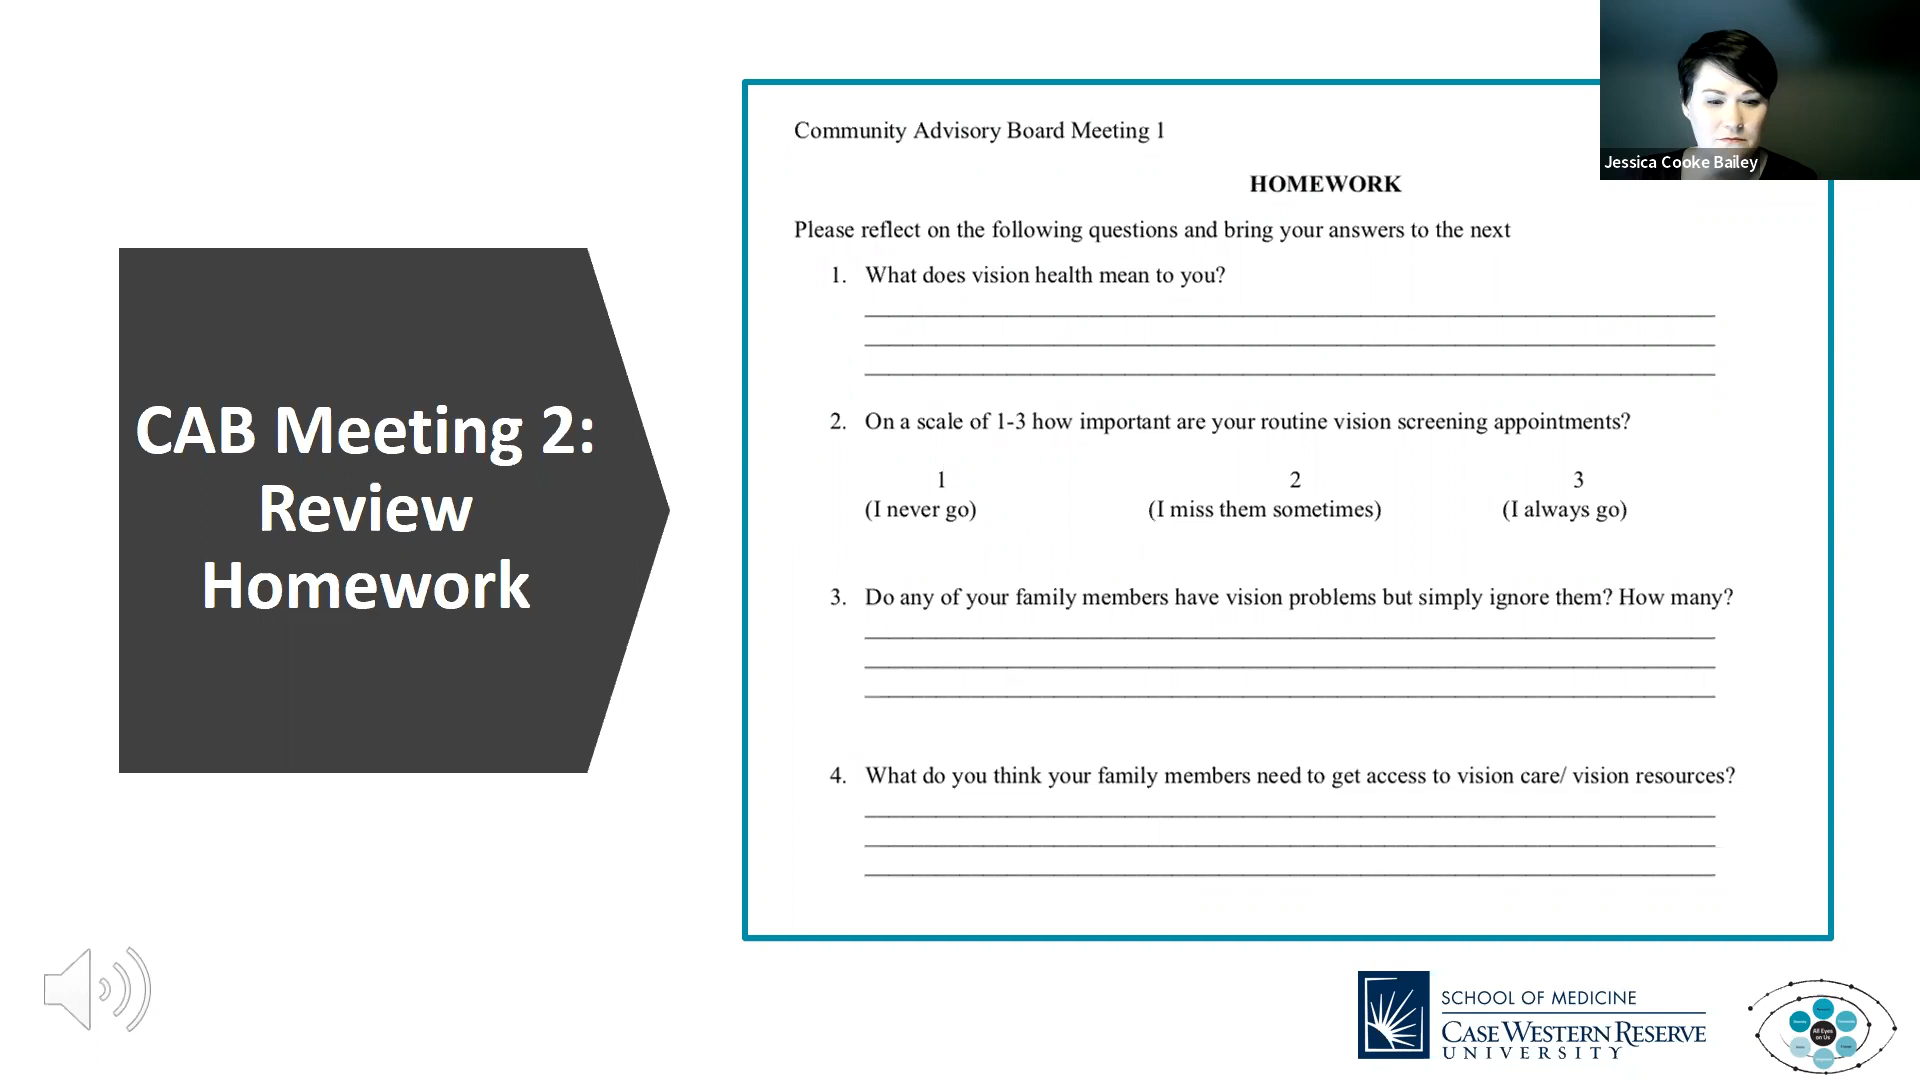 CAB Meeting 2:
Review
Homework
Community Advisory Board Meeting 1
HOMEWORK
Please reflect on the following questions and bring your answers to the next
1. What does vision health mean to you?
2. On a scale of 1-3 how important are your routine vision screening appointments?
1 2 3
(I never go) (I miss them sometimes) (I always go)
3. Do any of your family members have vision problems but simply ignore them? How many?
4. What do you think your family members need to get access to vision care/ vision resources?
Jessica Cooke Bailey
SCHOOL OF MEDICINE
CASE WESTERN RESERVE
UNIVERSITY
All Eyes
on Us